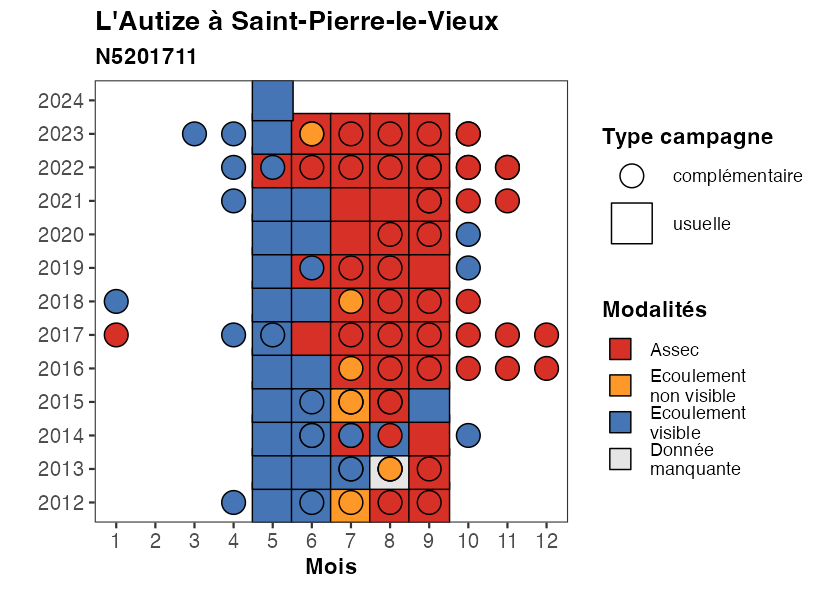 L'Autize à Saint-Pierre-le-Vieux
N5201711
2024
2023
2022
2021
2020
2019
2018
2017
2016
2015
2014
2013
2012
1 2 3 4 5 6 7 8 9 10 11 12
Mois
Type campagne
complémentaire
usuelle
Modalités
Assec
Ecoulement
non visible
Ecoulement
visible
Donnée
manquante